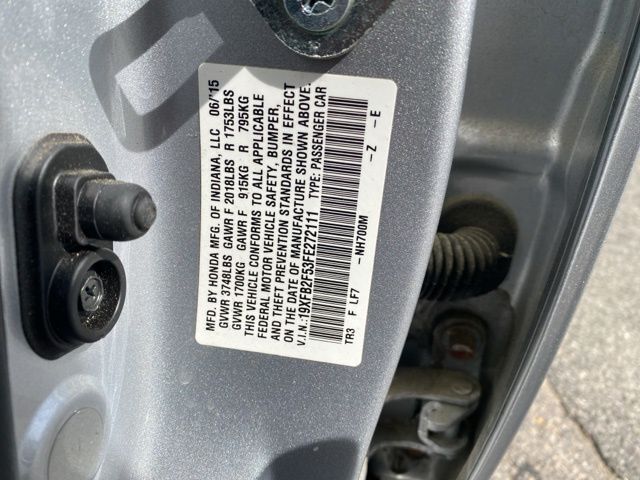 MFD. BY HONDA MFG. OF INDIANA, LLC 06/15
GVWR 3748LBS GAWR F 2018LBS R 1753LBS
GVWR 1700KG GAWR F 915KG R 795KG
THIS VEHICLE CONFORMS TO ALL APPLICABLE
FEDERAL MOTOR VEHICLE SAFETY, BUMPER,
AND THEFT PREVENTION STANDARDS IN EFFECT
ON THE DATE OF MANUFACTURE SHOWN ABOVE.
V.I.N.:19XFB2F53FE272111 TYPE: PASSENGER CAR
TR3 F LF7 -NH700M -Z -E